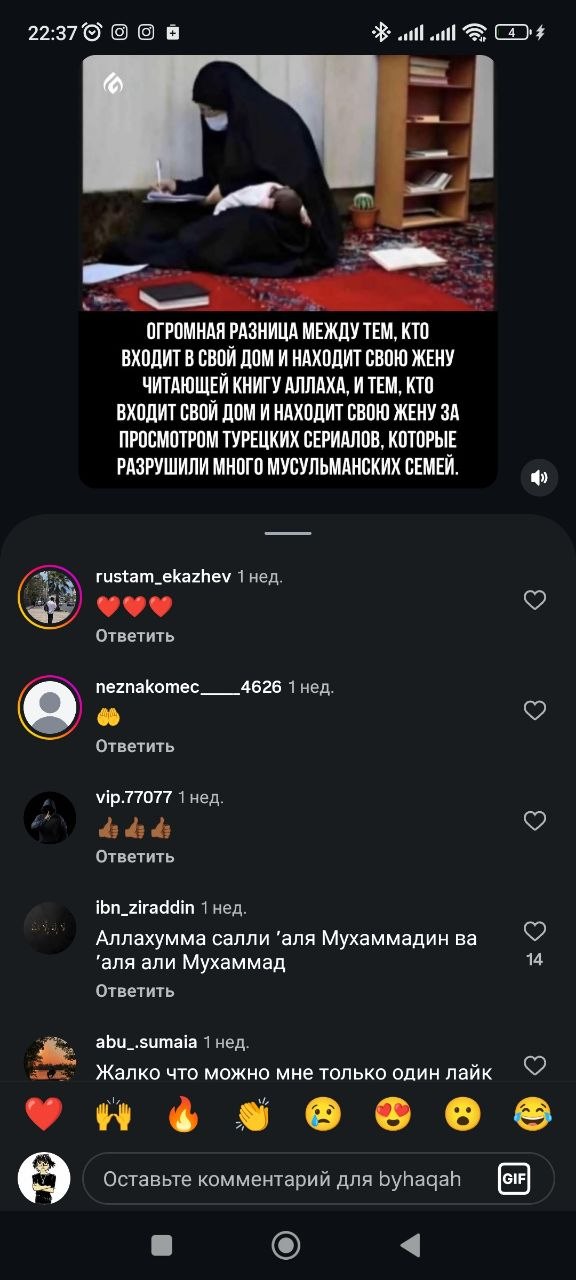 22:37
4
ОГРОМНАЯ РАЗНИЦА МЕЖДУ ТЕМ, КТО
ВХОДИТ В СВОЙ ДОМ И НАХОДИТ СВОЮ ЖЕНУ
ЧИТАЮЩЕЙ КНИГУ АЛЛАХА, И ТЕМ, КТО
ВХОДИТ СВОЙ ДОМ И НАХОДИТ СВОЮ ЖЕНУ ЗА
ПРОСМОТРОМ ТУРЕЦКИХ СЕРИАЛОВ, КОТОРЫЕ
РАЗРУШИЛИ МНОГО МУСУЛЬМАНСКИХ СЕМЕЙ.
rustam_ekazhev 1 нед.
❤️❤️❤️
Ответить
neznakomec____4626 1 нед.
🤲
Ответить
vip.77077 1 нед.
👍🏾👍🏾👍🏾
Ответить
ibn_ziraddin 1 нед.
Аллахумма салли ‘аля Мухаммадин ва
‘аля али Мухаммад
14
Ответить
abu_.sumaia 1 нед.
Жалко что можно мне только один лайк
❤️🙌🔥👏😢😍😮😂
Оставьте комментарий для byhaqah
GIF